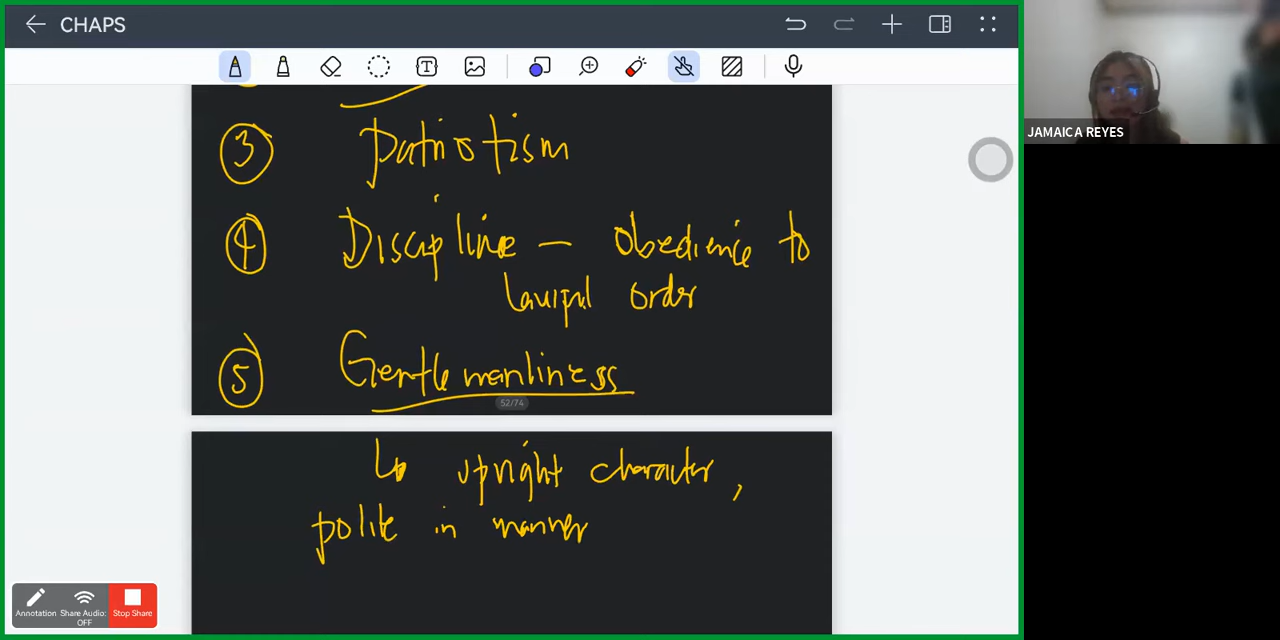 CHAPS
JAMAICA REYES
3 Patriotism
4 Discipline — obedience to
lawful order
5 Gentlemanliness
52/74
↳ upright character,
polite in manner
Annotation
Share Audio: OFF
Stop Share